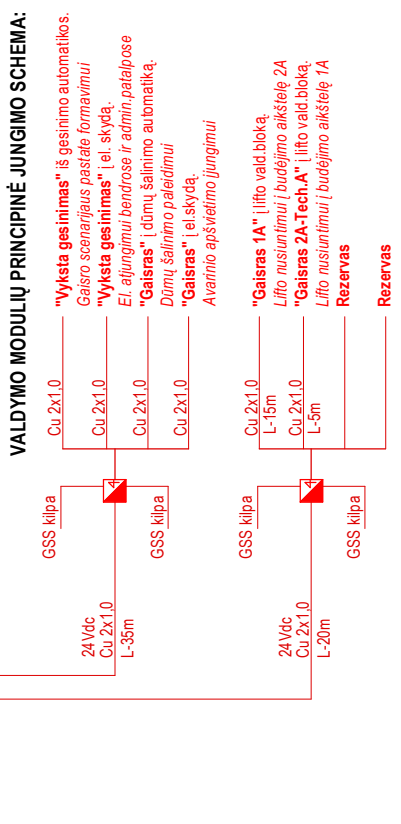 VALDYMO MODULIŲ PRINCIPINĖ JUNGIMO SCHEMA:
"Vyksta gesinimas" iš gesinimo automatikos.
Gaisro scenarijaus pastate formavimui
"Vyksta gesinimas" į el. skydą.
El. atjungimui bendrose ir admin.patalpose
"Gaisras" į dūmų šalinimo automatiką.
Dūmų šalinimo paleidimui
"Gaisras" į el.skydą.
Avarinio apšvietimo įjungimui
Cu 2x1,0
Cu 2x1,0
Cu 2x1,0
Cu 2x1,0
GSS kilpa
4
GSS kilpa
24 Vdc
Cu 2x1,0
L-35m
"Gaisras 1A" į lifto vald.bloką.
Lifto nusiuntimui į budėjimo aikštelę 2A
"Gaisras 2A-Tech.A" į lifto vald.bloką.
Lifto nusiuntimui į budėjimo aikštelę 1A
Rezervas
Rezervas
Cu 2x1,0
L-15m
Cu 2x1,0
L-5m
GSS kilpa
4
GSS kilpa
24 Vdc
Cu 2x1,0
L-20m